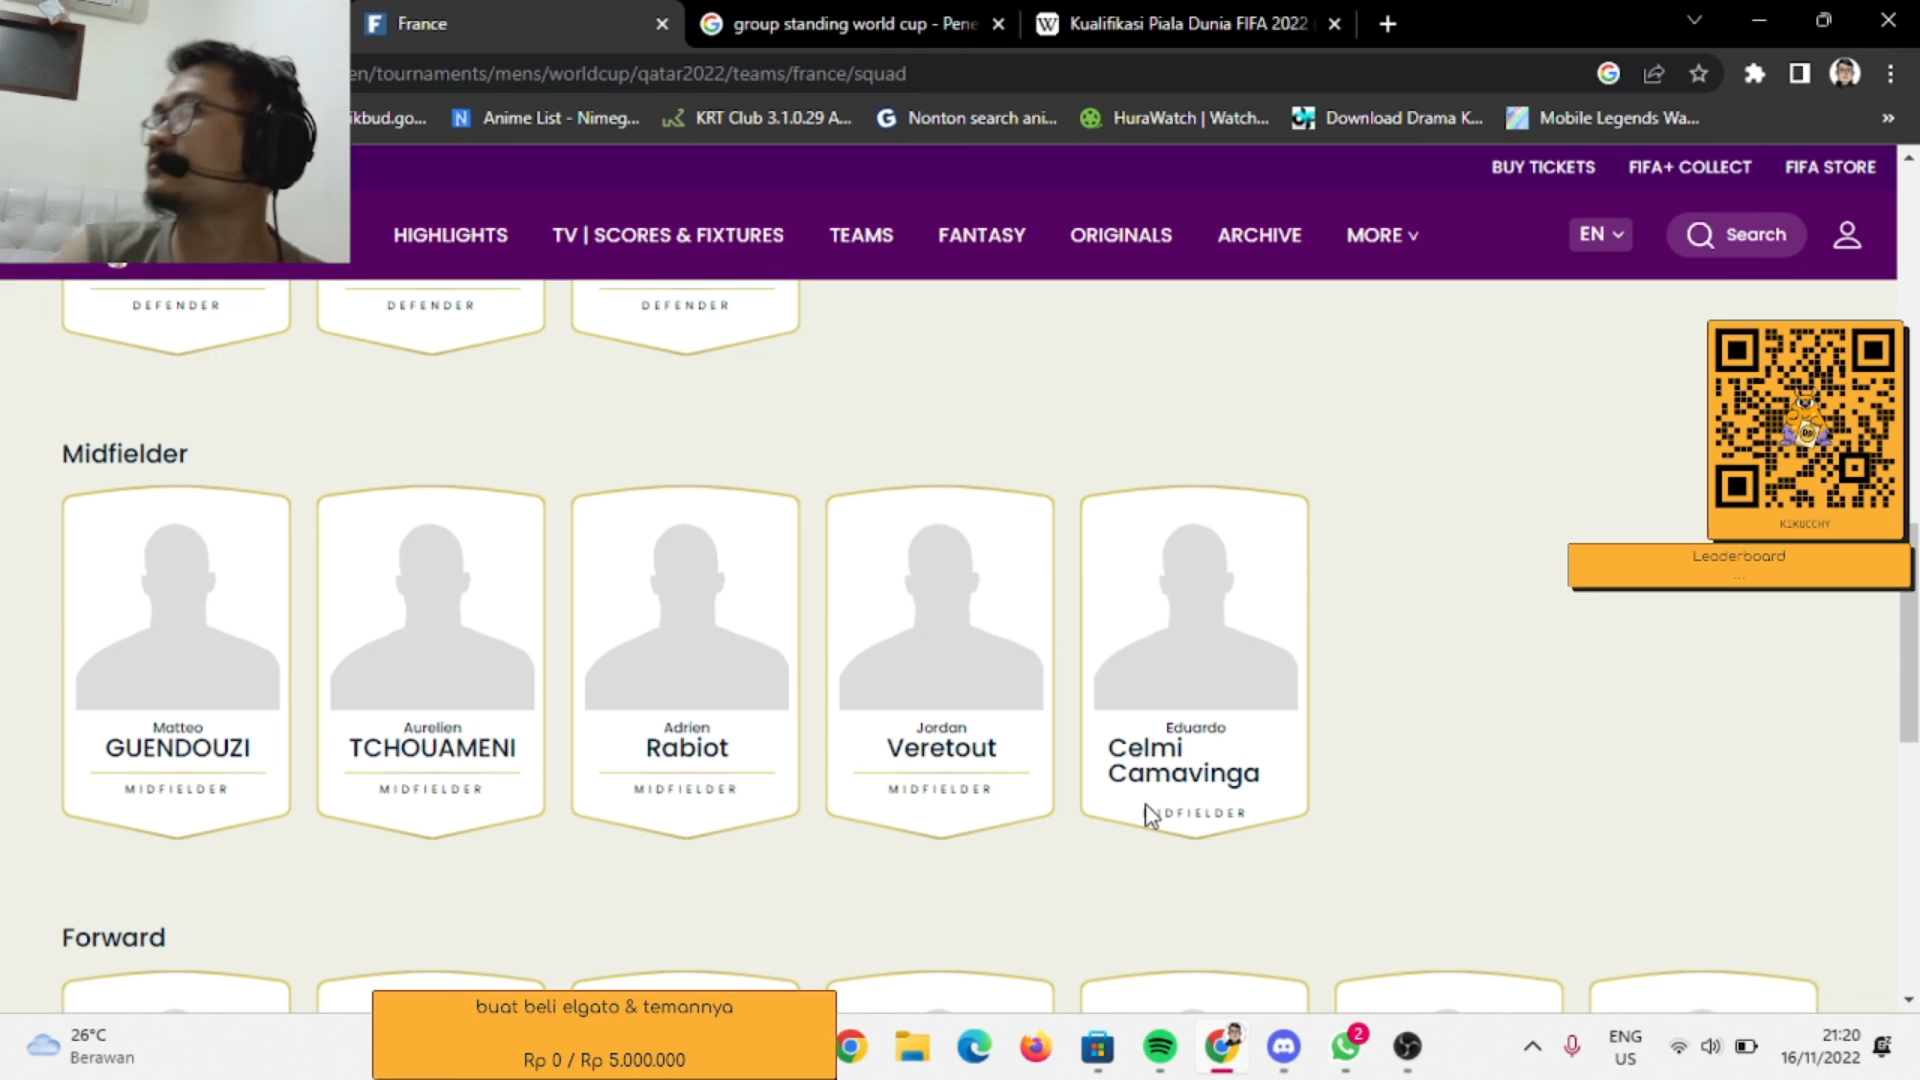 France
group standing world cup - Pene
Kualifikasi Piala Dunia FIFA 2022
en/tournaments/mens/worldcup/qatar2022/teams/france/squad
ikbud.go...
Anime List - Nimeg...
KRT Club 3.1.0.29 A...
Nonton search ani...
HuraWatch | Watch...
Download Drama K...
Mobile Legends Wa...
BUY TICKETS
FIFA+ COLLECT
FIFA STORE
HIGHLIGHTS
TV | SCORES & FIXTURES
TEAMS
FANTASY
ORIGINALS
ARCHIVE
MORE
EN
Search
DEFENDER
DEFENDER
DEFENDER
KIKUCCHY
Leaderboard
...
Midfielder
Matteo
GUENDOUZI
MIDFIELDER
Aurelien
TCHOUAMENI
MIDFIELDER
Adrien
Rabiot
MIDFIELDER
Jordan
Veretout
MIDFIELDER
Eduardo
Celmi
Camavinga
MIDFIELDER
Forward
buat beli elgato & temannya
Rp 0 / Rp 5.000.000
26°C
Berawan
2
ENG
US
21:20
16/11/2022